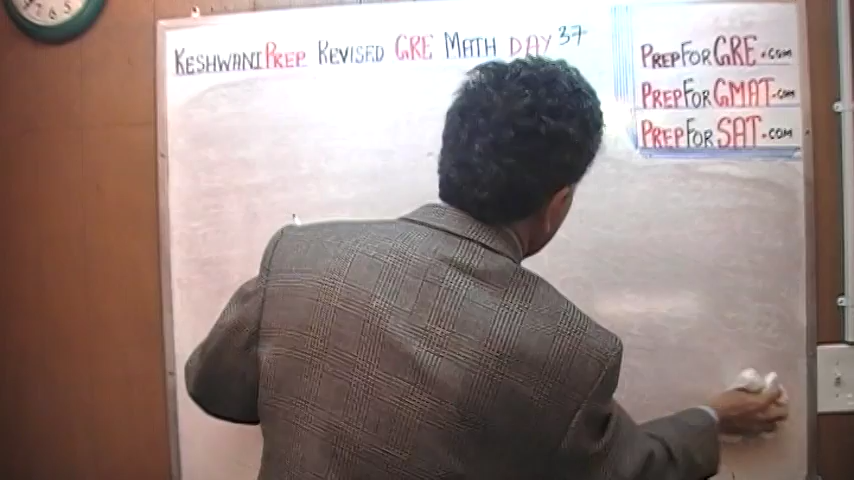 KESHWANIPREP REVISED GRE MATH DAY 37
PREPFORGRE.com
PREPFORGMAT.com
PREPFORSAT.com